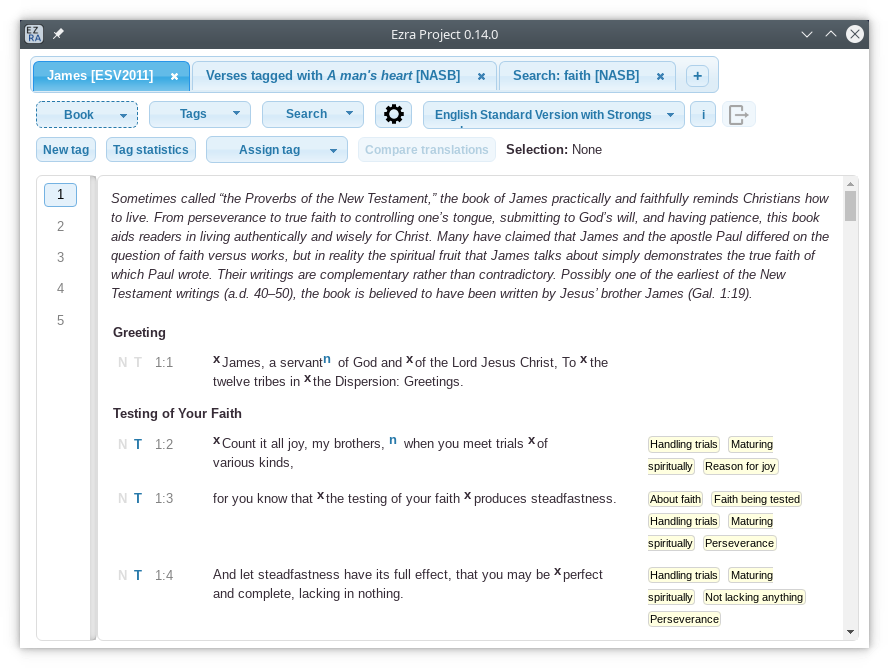 EZ
RA
Ezra Project 0.14.0
James [ESV2011] × Verses tagged with A man's heart [NASB] × Search: faith [NASB] × +
Book Tags Search English Standard Version with Strongs i
New tag Tag statistics Assign tag Compare translations Selection: None
1
2
3
4
5
Sometimes called “the Proverbs of the New Testament,” the book of James practically and faithfully reminds Christians how
to live. From perseverance to true faith to controlling one’s tongue, submitting to God’s will, and having patience, this book
aids readers in living authentically and wisely for Christ. Many have claimed that James and the apostle Paul differed on the
question of faith versus works, but in reality the spiritual fruit that James talks about simply demonstrates the true faith of
which Paul wrote. Their writings are complementary rather than contradictory. Possibly one of the earliest of the New
Testament writings (a.d. 40–50), the book is believed to have been written by Jesus’ brother James (Gal. 1:19).
Greeting
N T 1:1 x James, a servant n of God and x of the Lord Jesus Christ, To x the
twelve tribes in x the Dispersion: Greetings.
Testing of Your Faith
N T 1:2 x Count it all joy, my brothers, n when you meet trials x of
various kinds,
Handling trials Maturing
spiritually Reason for joy
N T 1:3 for you know that x the testing of your faith x produces steadfastness.
About faith Faith being tested
Handling trials Maturing
spiritually Perseverance
N T 1:4 And let steadfastness have its full effect, that you may be x perfect
and complete, lacking in nothing.
Handling trials Maturing
spiritually Not lacking anything
Perseverance